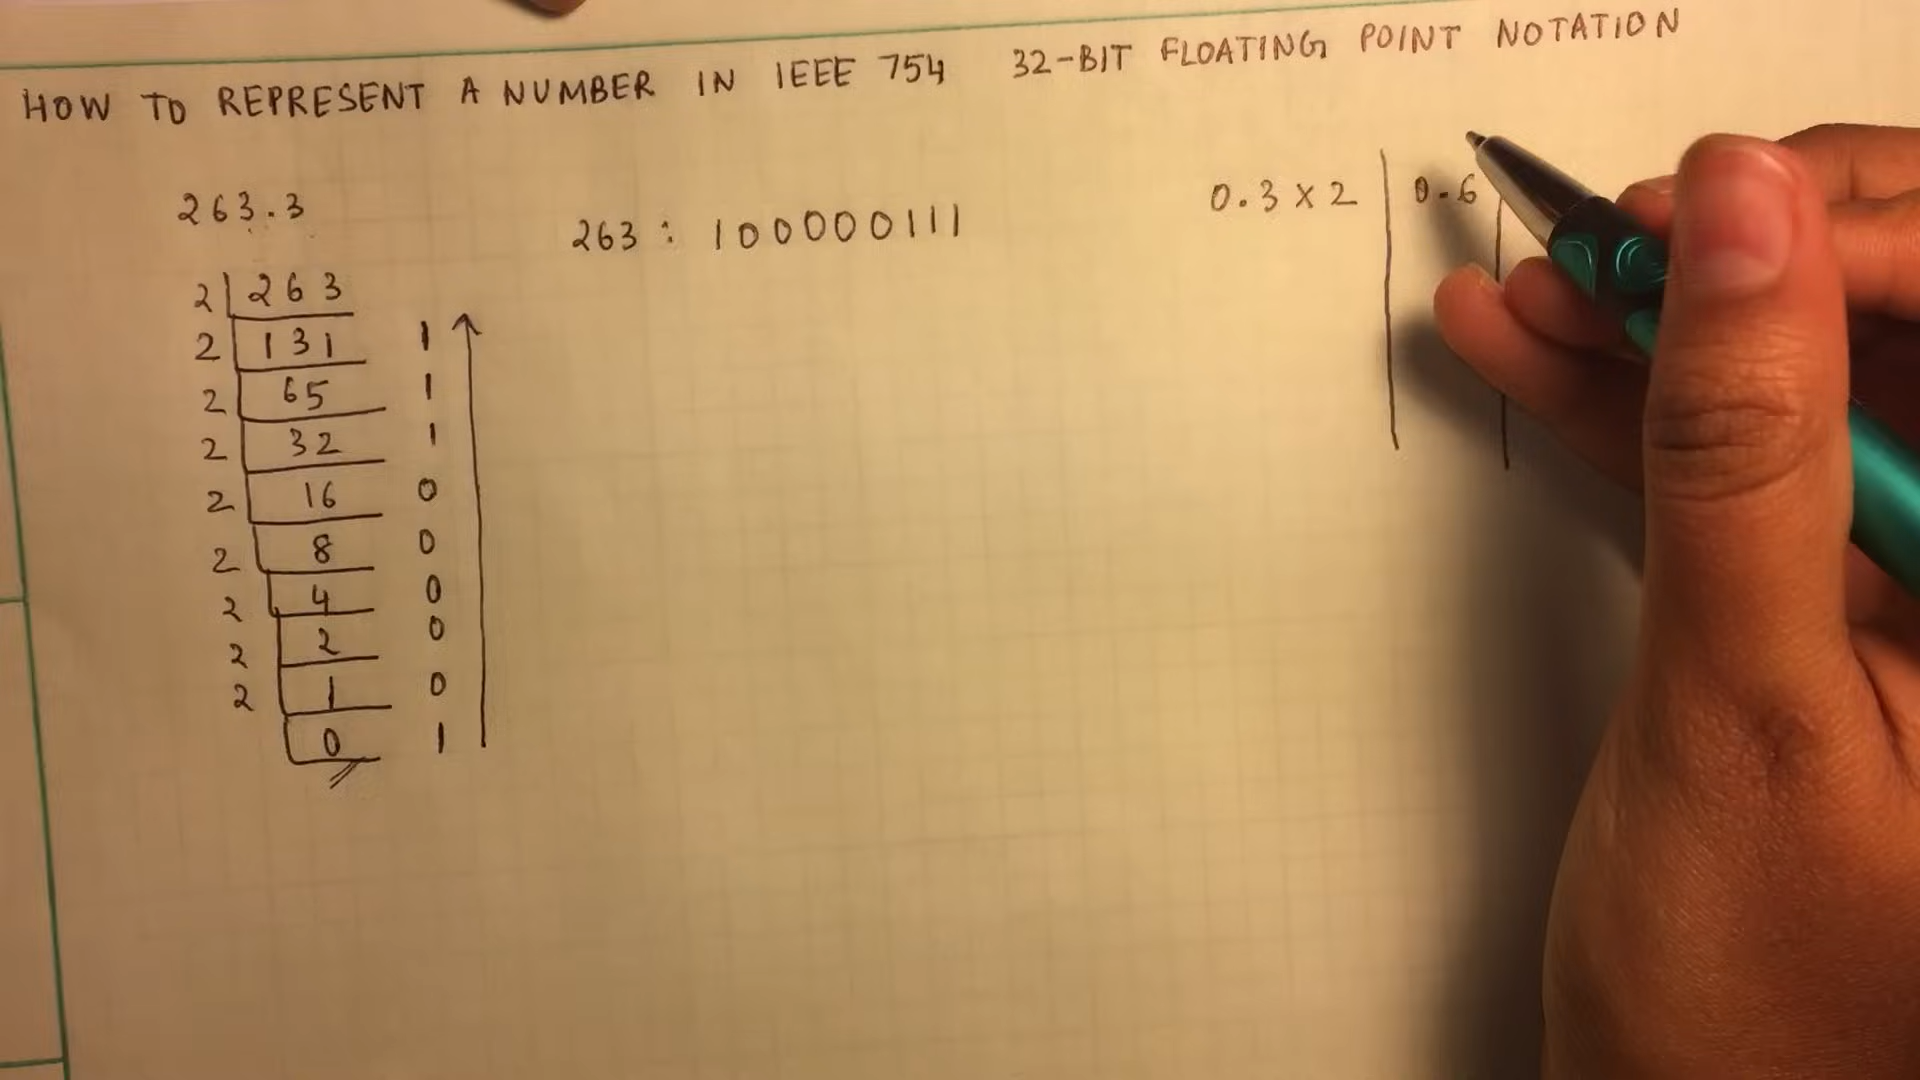 HOW TO REPRESENT A NUMBER IN IEEE 754 32-BIT FLOATING POINT NOTATION
263.3
263 : 100000111
0.3 x 2 | 0.6
2 | 263
2 | 131 1
2 | 65 1
2 | 32 1
2 | 16 0
2 | 8 0
2 | 4 0
2 | 2 0
2 | 1 0
0 1